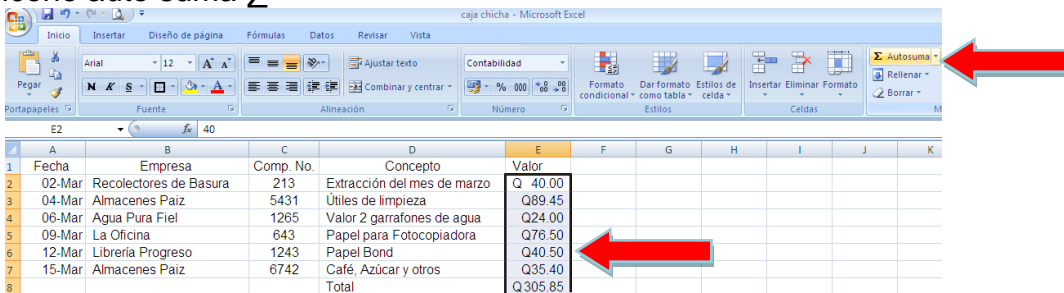 icono auto suma Σ
caja chicha - Microsoft Excel
Inicio Insertar Diseño de página Fórmulas Datos Revisar Vista
Pegar
Arial 12 A A
N K S A
Ajustar texto
Combinar y centrar
Contabilidad
% 000
Formato condicional
Dar formato como tabla
Estilos de celda
Insertar Eliminar Formato
Σ Autosuma
Rellenar
Borrar
Portapapeles Fuente Alineación Número Estilos Celdas M
E2 fx 40
A B C D E F G H I J K
1 Fecha Empresa Comp. No. Concepto Valor
2 02-Mar Recolectores de Basura 213 Extracción del mes de marzo Q 40.00
3 04-Mar Almacenes Paiz 5431 Útiles de limpieza Q89.45
4 06-Mar Agua Pura Fiel 1265 Valor 2 garrafones de agua Q24.00
5 09-Mar La Oficina 643 Papel para Fotocopiadora Q76.50
6 12-Mar Librería Progreso 1243 Papel Bond Q40.50
7 15-Mar Almacenes Paiz 6742 Café, Azúcar y otros Q35.40
8 Total Q305.85